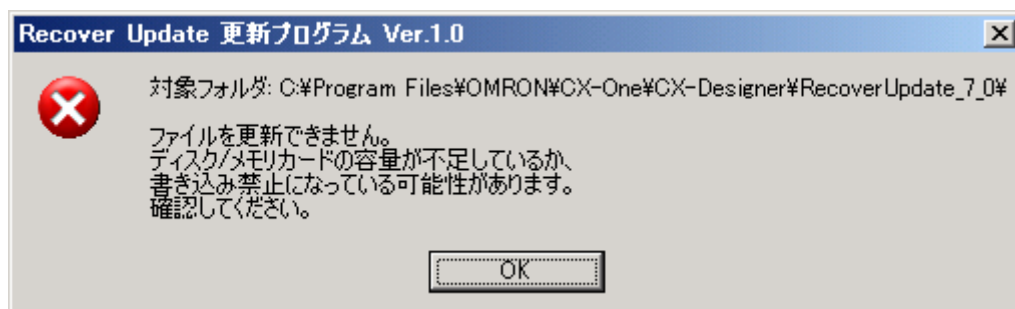 Recover Update 更新プログラム Ver.1.0
対象フォルダ: C:¥Program Files¥OMRON¥CX-One¥CX-Designer¥RecoverUpdate_7_0¥
ファイルを更新できません。
ディスク/メモリカードの容量が不足しているか、
書き込み禁止になっている可能性があります。
確認してください。
OK